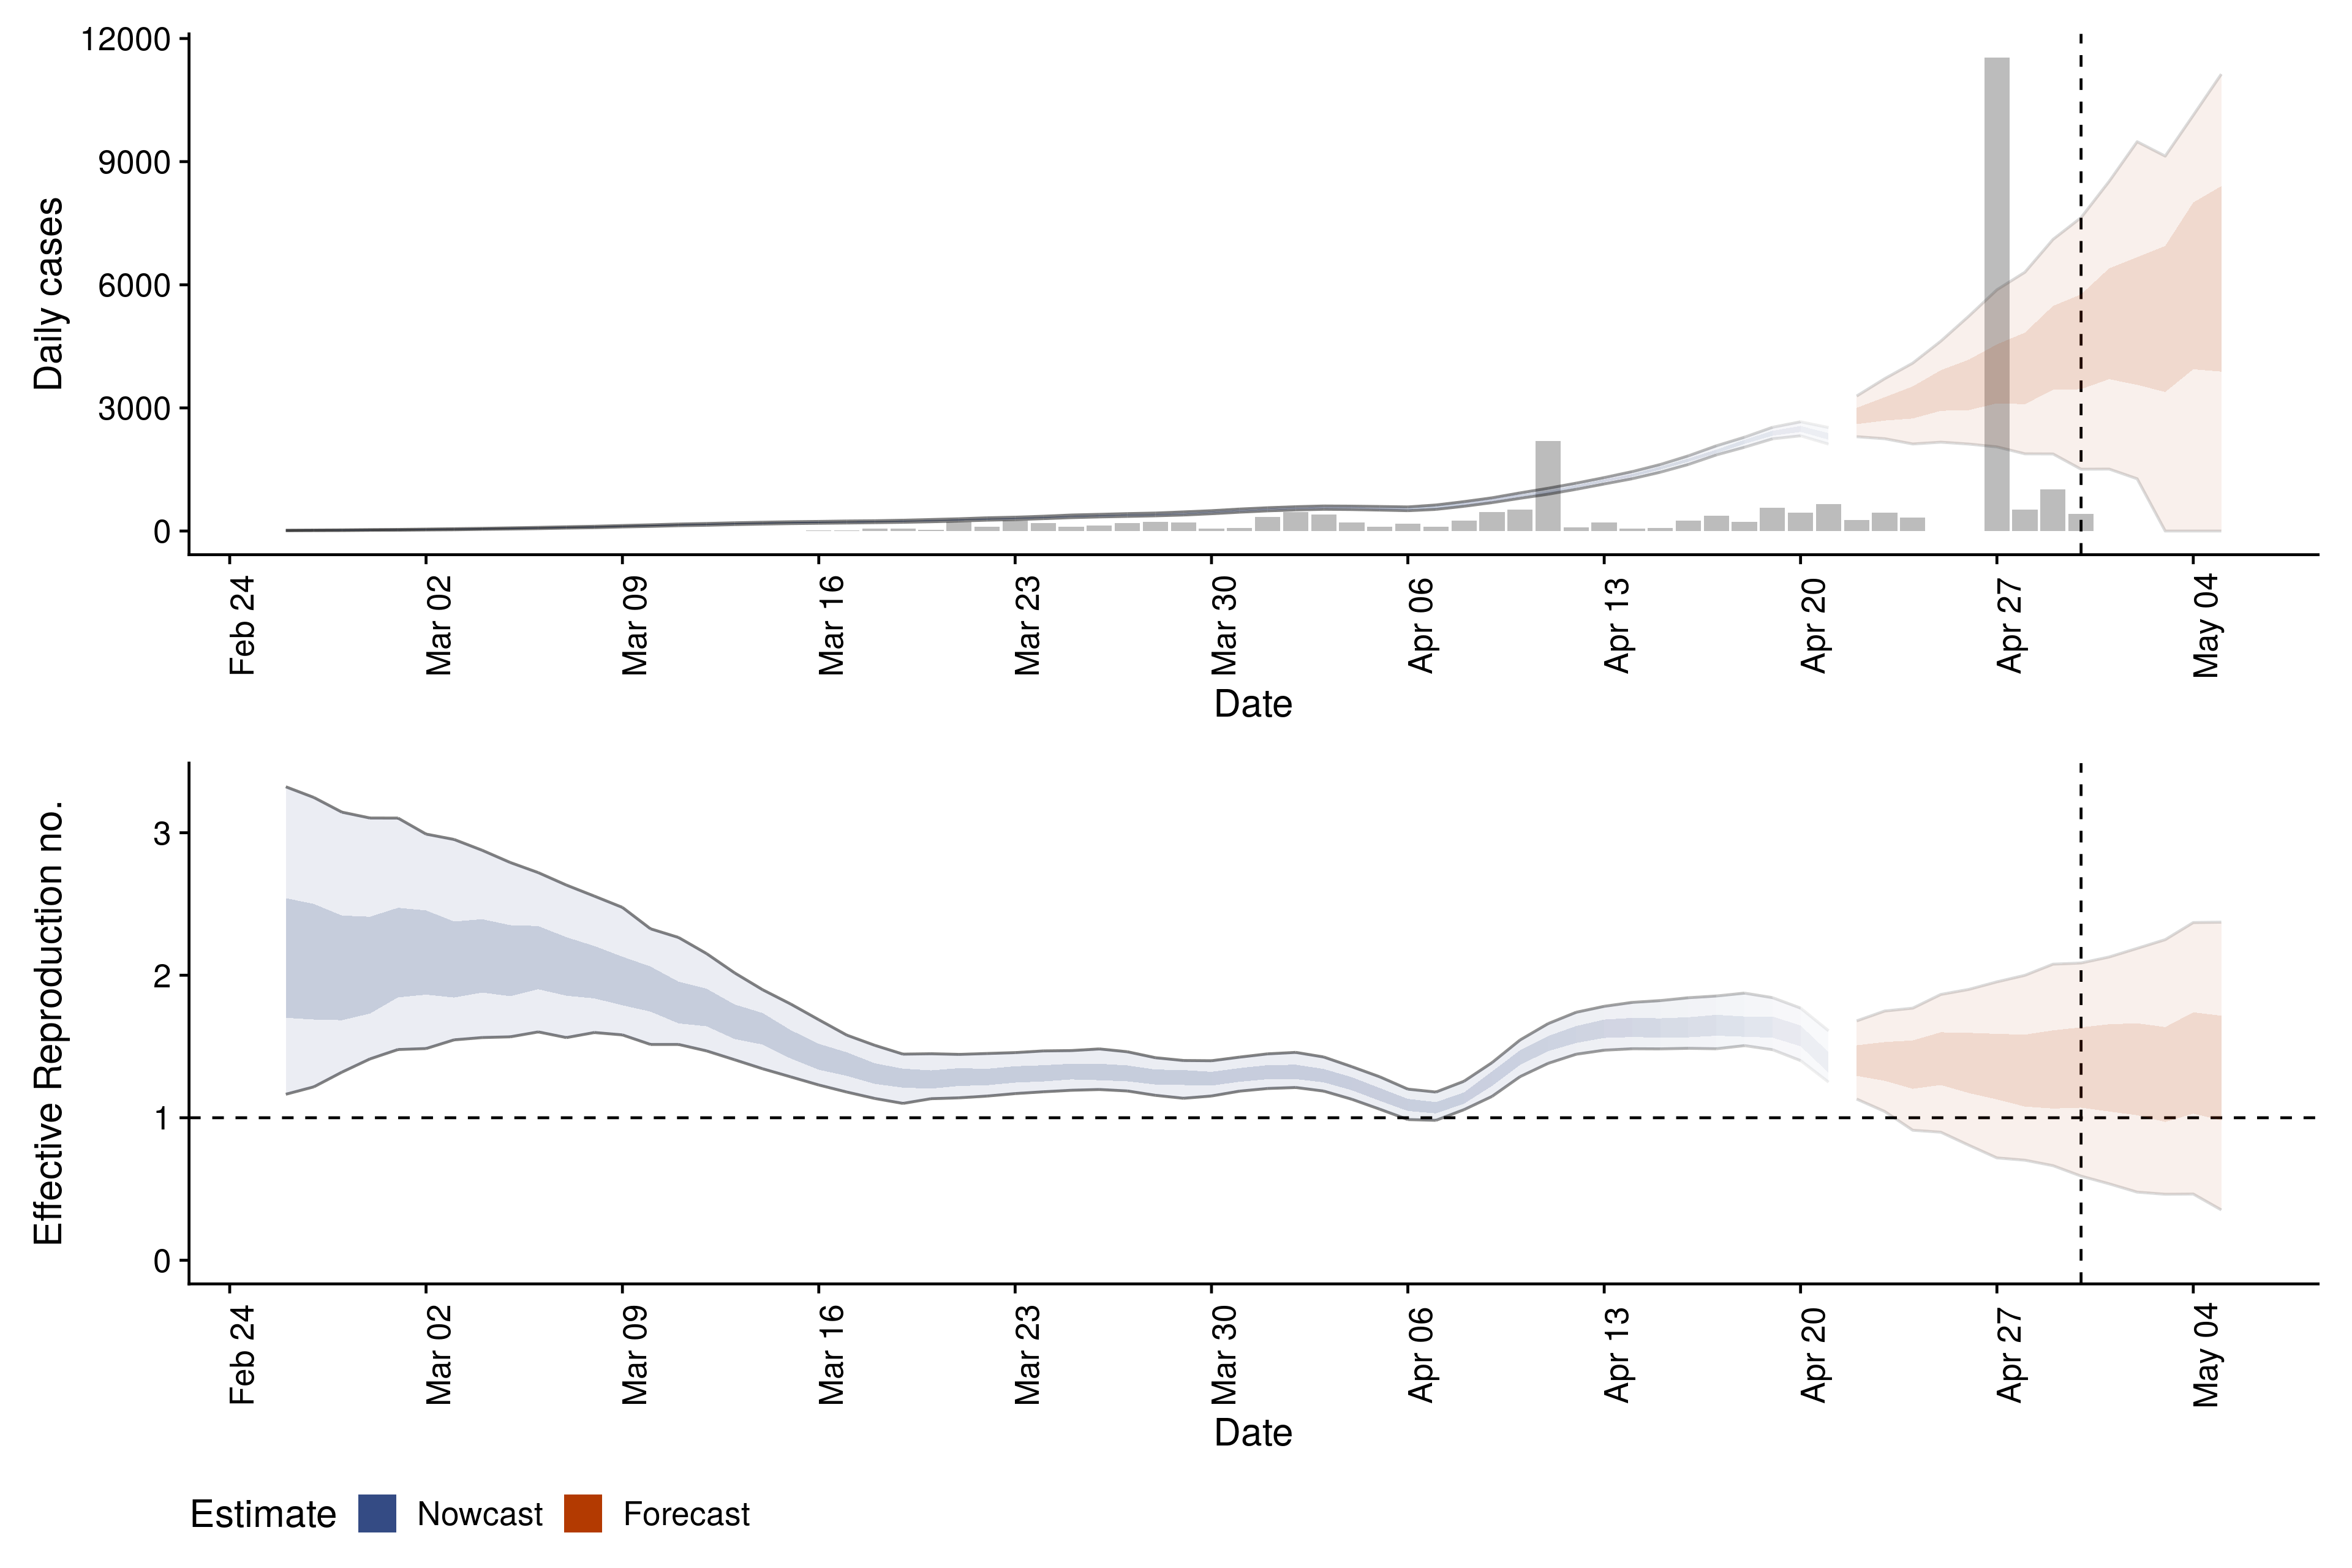 12000
9000
6000
3000
0
Daily cases
Feb 24
Mar 02
Mar 09
Mar 16
Mar 23
Mar 30
Apr 06
Apr 13
Apr 20
Apr 27
May 04
Date
3
2
1
0
Effective Reproduction no.
Feb 24
Mar 02
Mar 09
Mar 16
Mar 23
Mar 30
Apr 06
Apr 13
Apr 20
Apr 27
May 04
Date
Estimate Nowcast Forecast